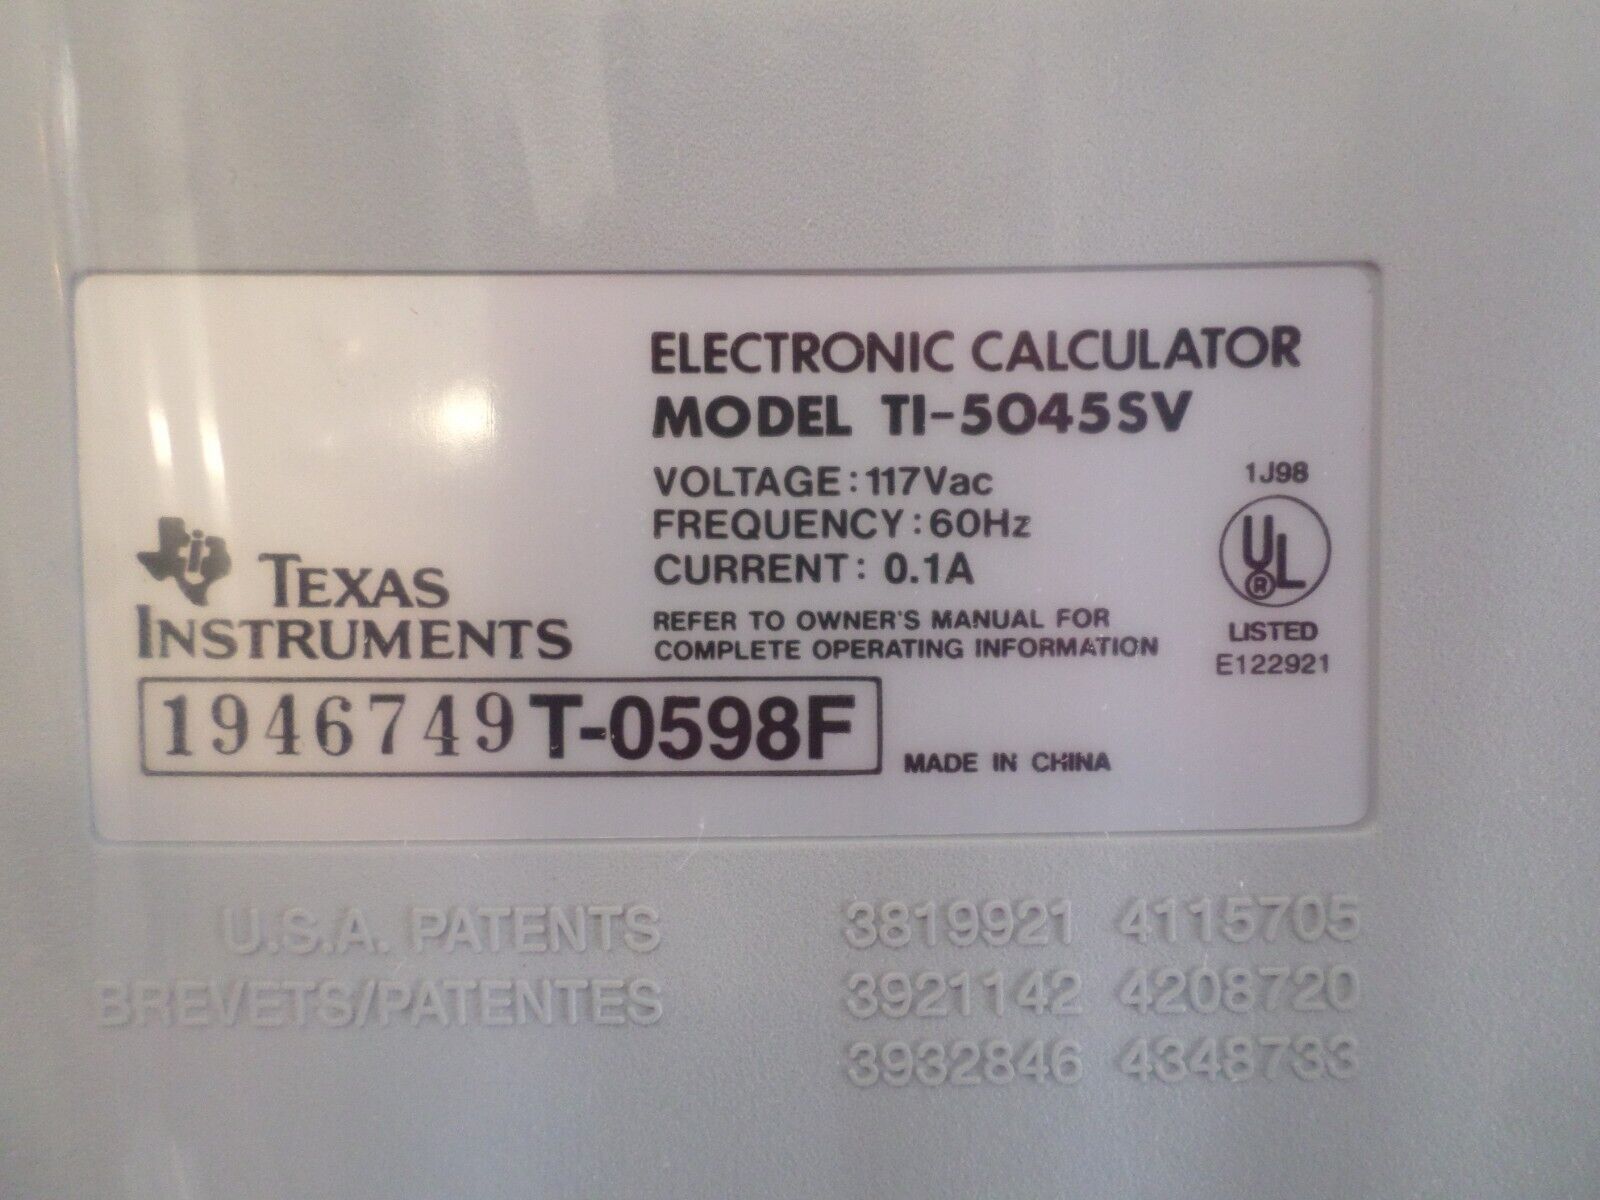 ELECTRONIC CALCULATOR
MODEL TI-5045SV
VOLTAGE: 117Vac
FREQUENCY: 60Hz
CURRENT: 0.1A
REFER TO OWNER'S MANUAL FOR
COMPLETE OPERATING INFORMATION
1J98
UL
®
LISTED
E122921
ti
TEXAS
INSTRUMENTS
1946749 T-0598F
MADE IN CHINA
U.S.A. PATENTS 3819921 4115705
BREVETS/PATENTES 3921142 4208720
3932846 4348733